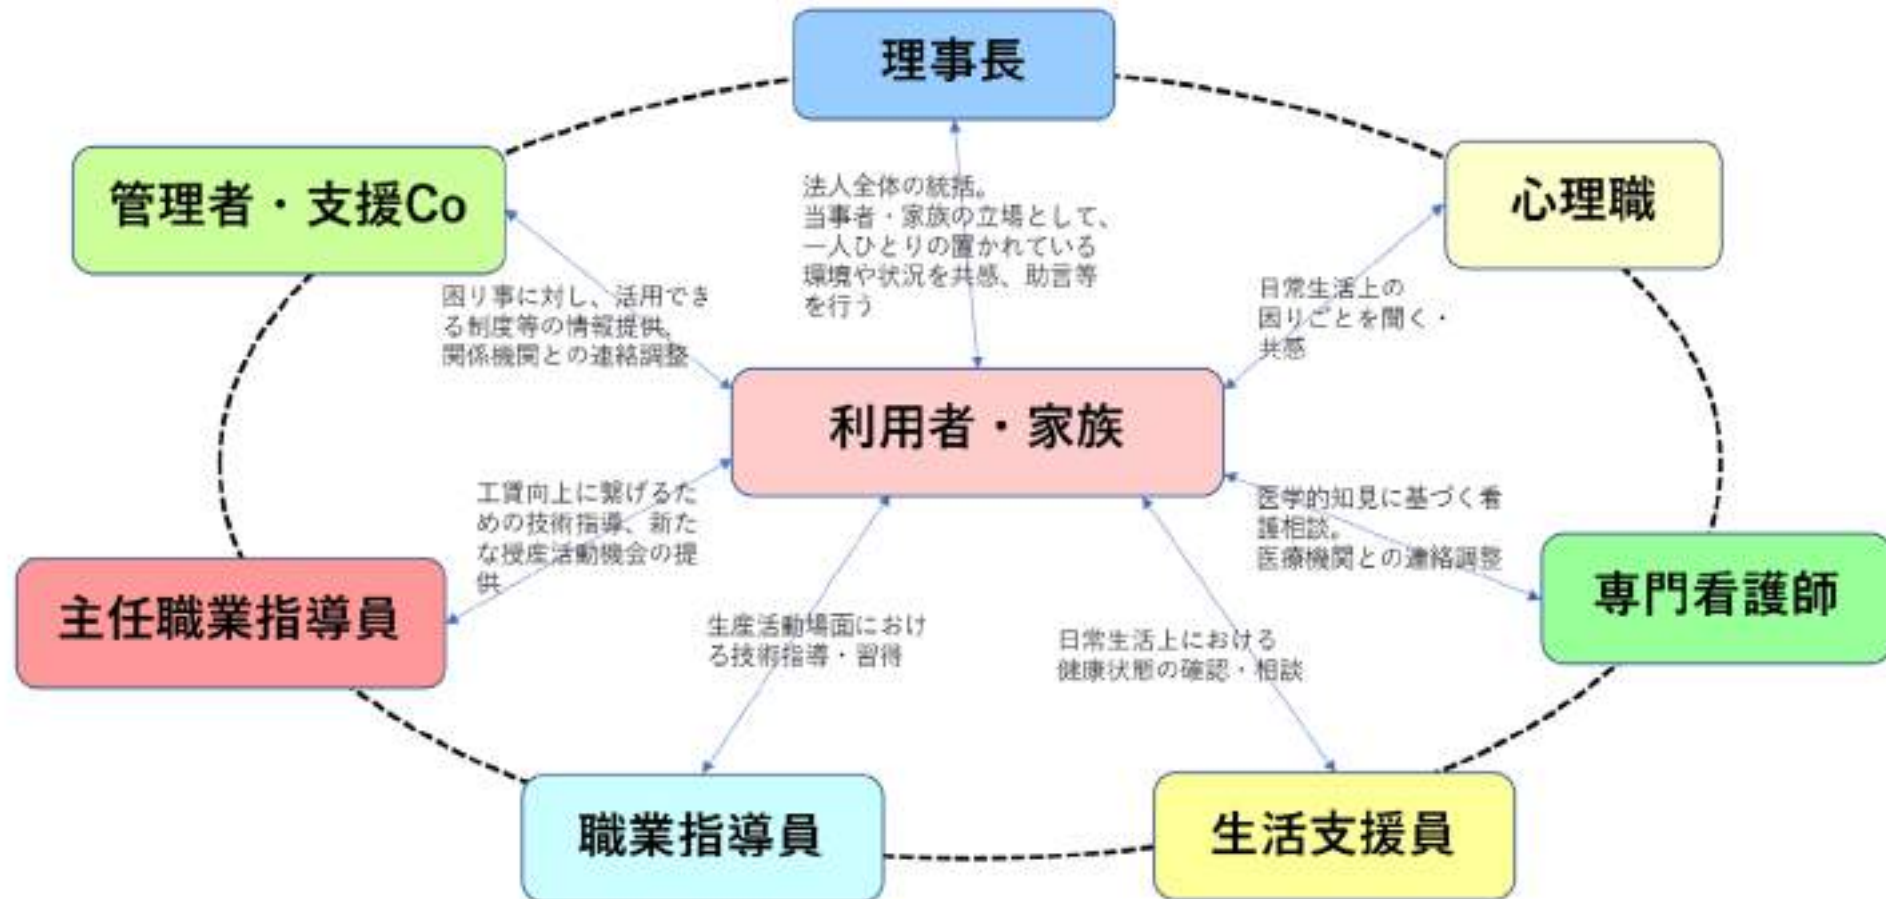 理事長
管理者・支援Co
心理職
法人全体の統括。
当事者・家族の立場として、
一人ひとりの置かれている
環境や状況を共感、助言等
を行う
困り事に対し、活用でき
る制度等の情報提供、
関係機関との連絡調整
日常生活上の
困りごとを聞く・
共感
利用者・家族
工賃向上に繋げるた
めの技術指導、新た
な授産活動機会の提
供
医学的知見に基づく看
護相談。
医療機関との連絡調整
主任職業指導員
専門看護師
生産活動場面におけ
る技術指導・習得
日常生活上における
健康状態の確認・相談
職業指導員
生活支援員